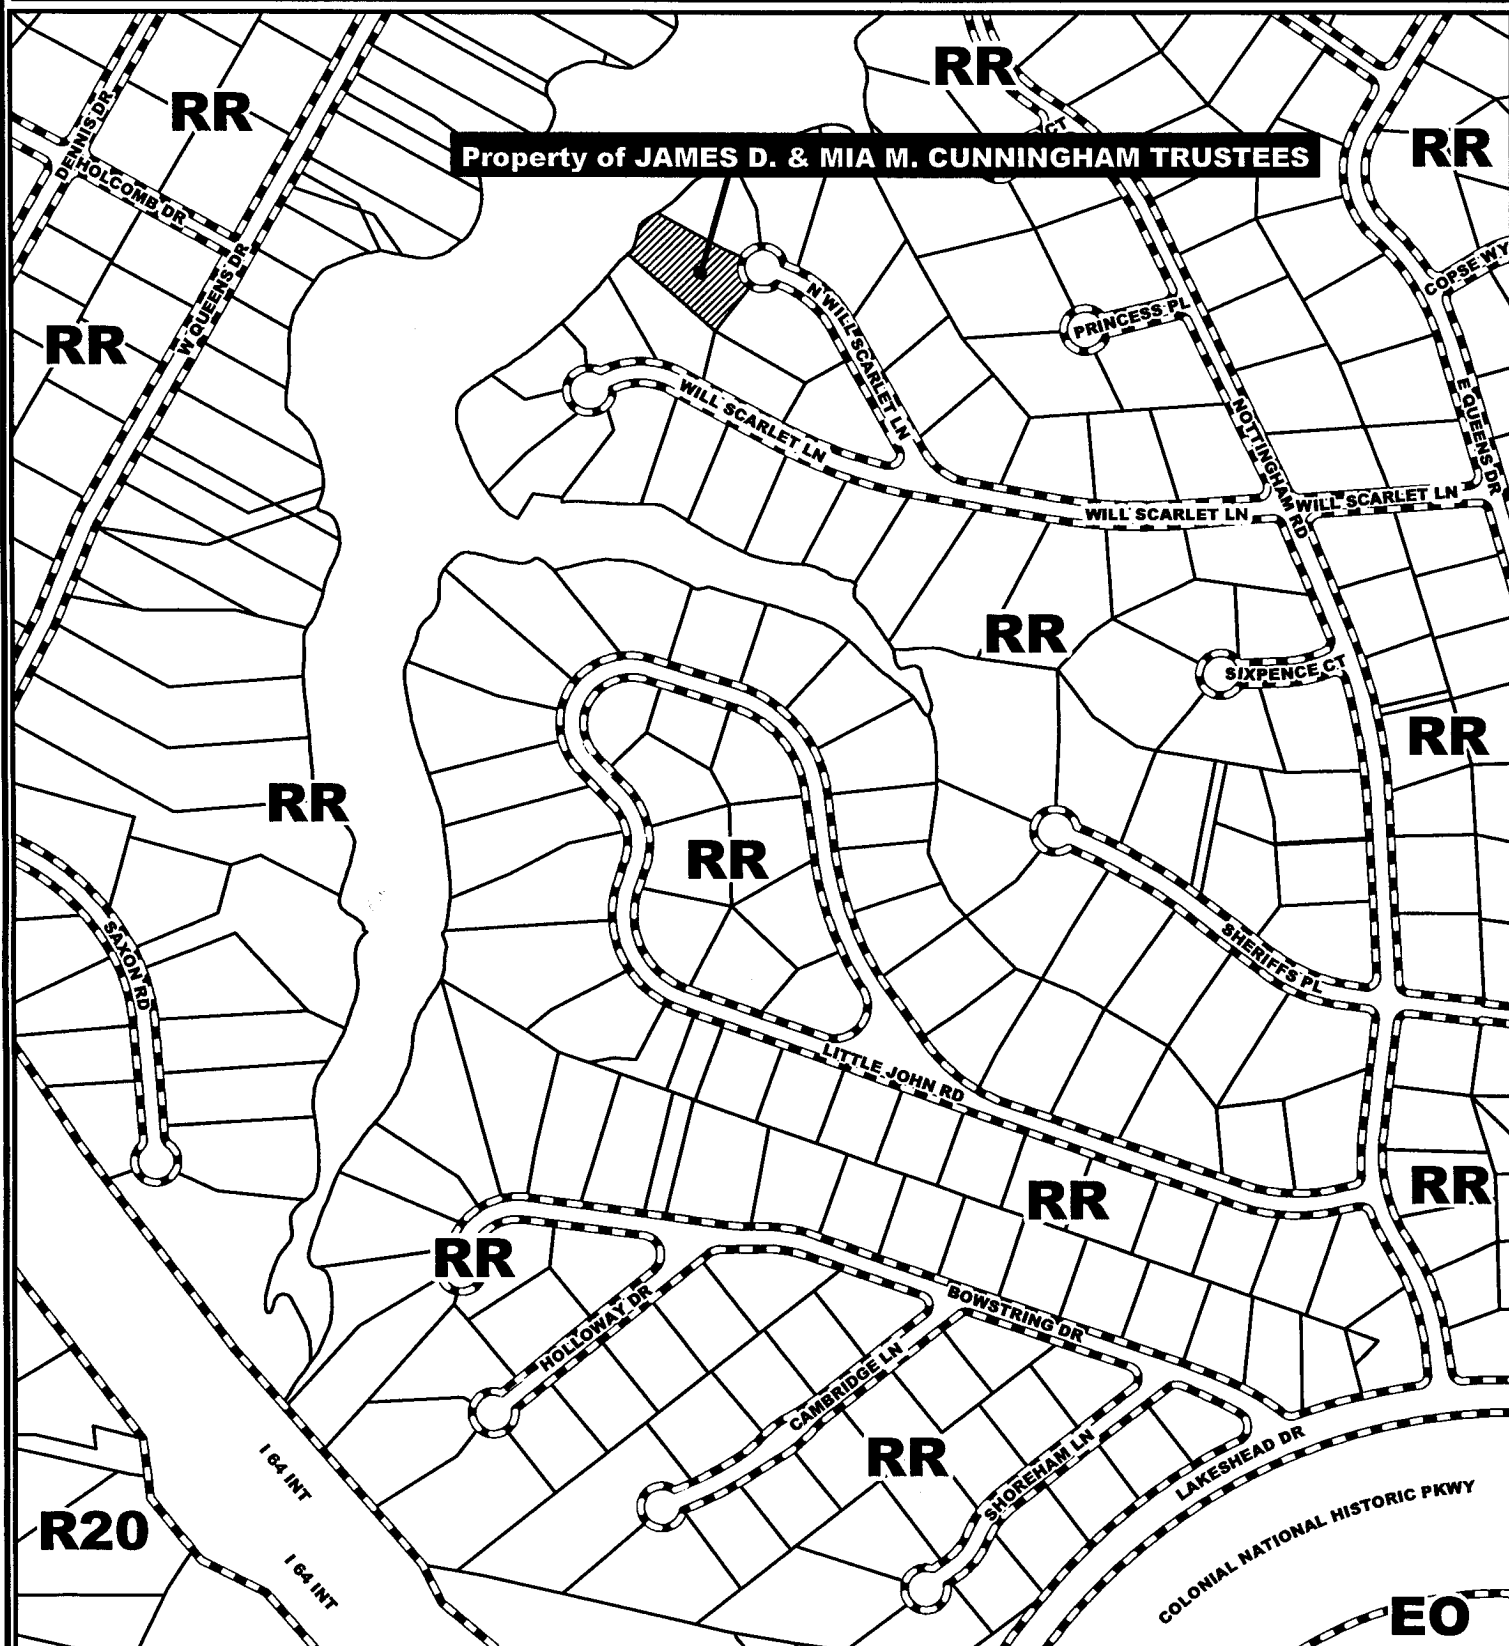 RR
RR
RR
DENNIS DR
CT
Property of JAMES D. & MIA M. CUNNINGHAM TRUSTEES
HOLCOMB DR
W QUEENS DR
COPSE WY
N WILL SCARLET LN
PRINCESS PL
RR
WILL SCARLET LN
E QUEENS DR
NOTTINGHAM RD
WILL SCARLET LN
WILL SCARLET LN
RR
SIXPENCE CT
RR
RR
RR
SAXON RD
SHERIFFS PL
LITTLE JOHN RD
RR
RR
RR
HOLLOWAY DR
BOWSTRING DR
CAMBRIDGE LN
RR
SHOREHAM LN
LAKESHEAD DR
I 64 INT
COLONIAL NATIONAL HISTORIC PKWY
R20
I 64 INT
EO